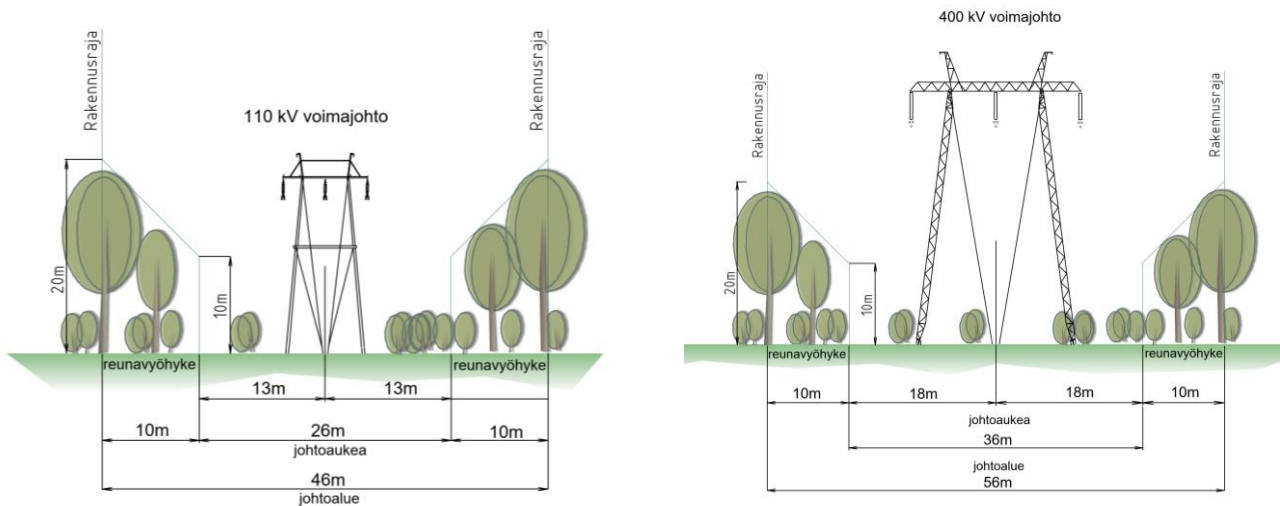 110 kV voimajohto
Rakennusraja
Rakennusraja
20m
10m
reunavyöhyke
reunavyöhyke
13m
13m
10m
26m
10m
johtoaukea
46m
johtoalue
400 kV voimajohto
Rakennusraja
Rakennusraja
20m
10m
reunavyöhyke
reunavyöhyke
10m
18m
18m
10m
johtoaukea
36m
johtoalue
56m